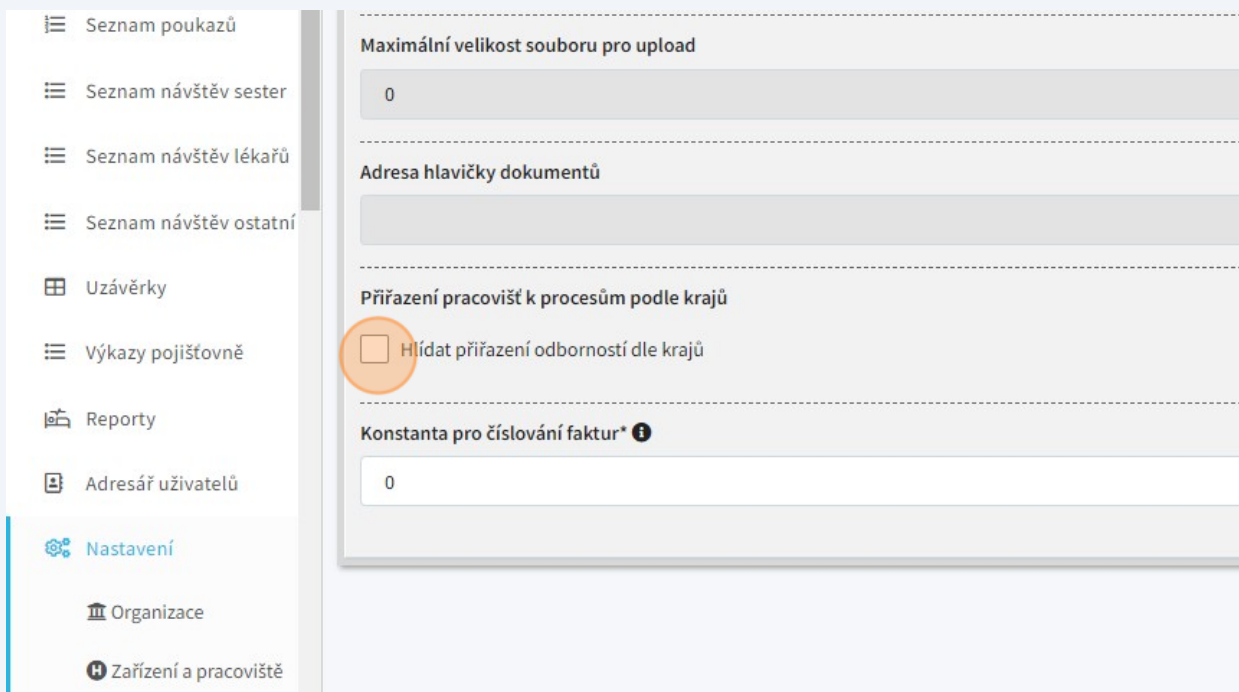 Seznam poukazů
Seznam návštěv sester
Seznam návštěv lékařů
Seznam návštěv ostatní
Uzávěrky
Výkazy pojišťovně
Reporty
Adresář uživatelů
Nastavení
Organizace
Zařízení a pracoviště
Maximální velikost souboru pro upload
0
Adresa hlavičky dokumentů
Přiřazení pracovišť k procesům podle krajů
Hlídat přiřazení odborností dle krajů
Konstanta pro číslování faktur*
0